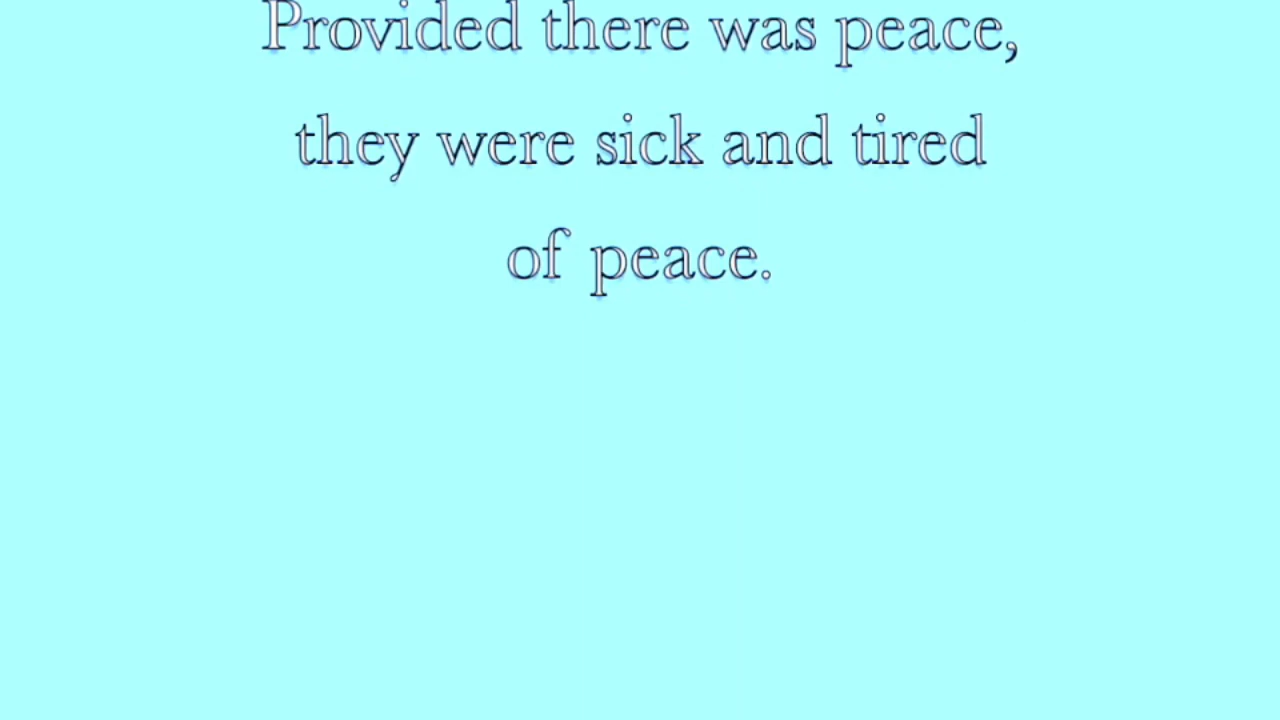 Provided there was peace,
they were sick and tired
of peace.